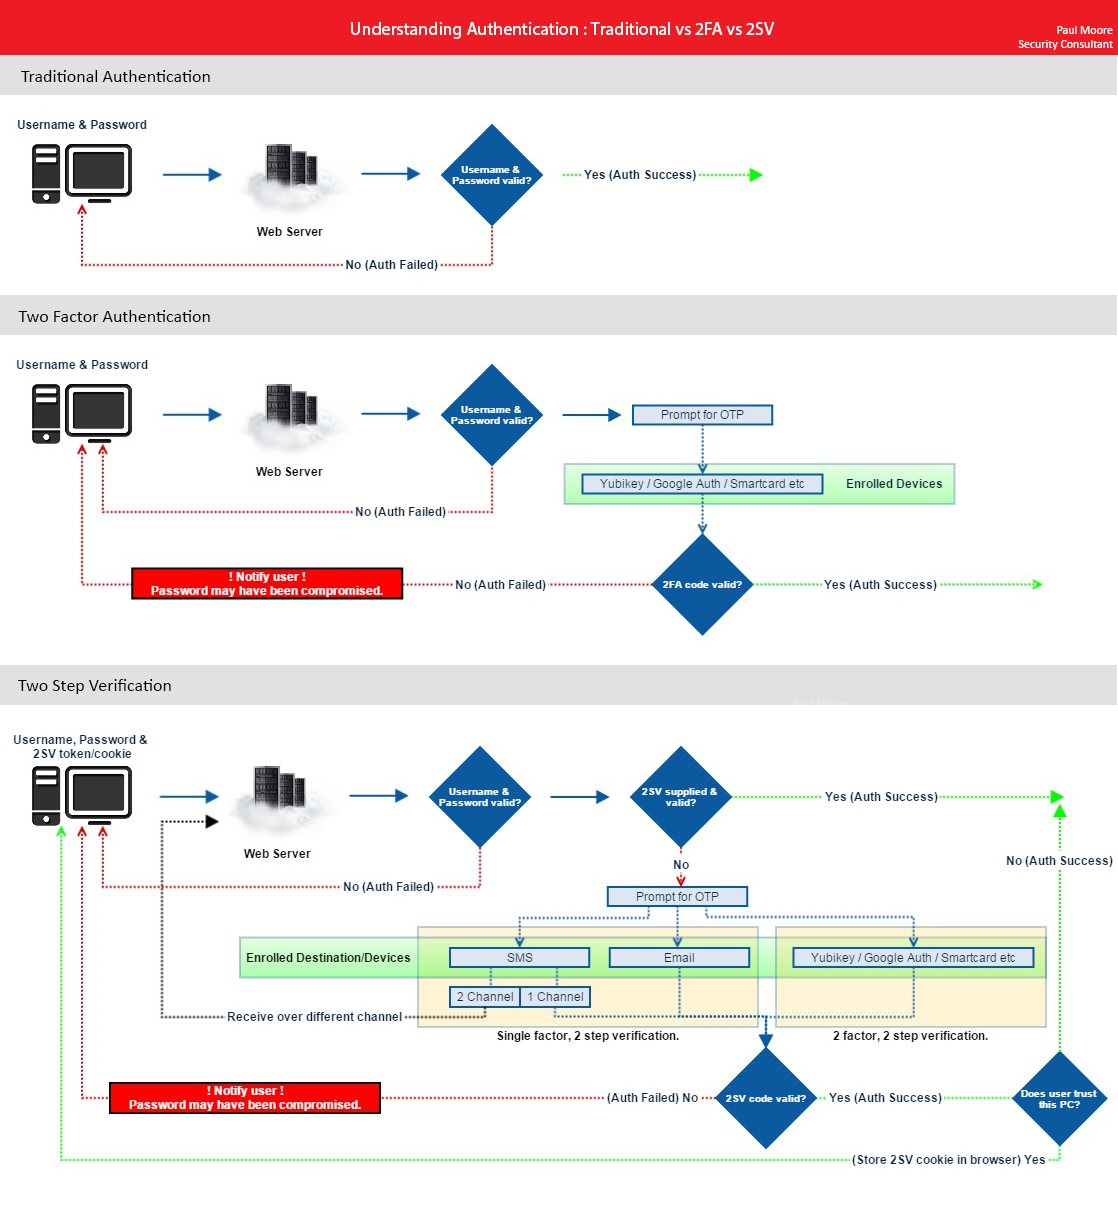 Understanding Authentication : Traditional vs 2FA vs 2SV
Paul Moore
Security Consultant
Traditional Authentication
Username & Password
Web Server
Username &
Password valid?
Yes (Auth Success)
No (Auth Failed)
Two Factor Authentication
Username & Password
Web Server
Username &
Password valid?
Prompt for OTP
Yubikey / Google Auth / Smartcard etc
Enrolled Devices
No (Auth Failed)
! Notify user !
Password may have been compromised.
No (Auth Failed)
2FA code valid?
Yes (Auth Success)
Two Step Verification
Paul Moore
Username, Password &
2SV token/cookie
Web Server
Username &
Password valid?
2SV supplied &
valid?
Yes (Auth Success)
No (Auth Success)
No
No (Auth Failed)
Prompt for OTP
Enrolled Destination/Devices
SMS
Email
Yubikey / Google Auth / Smartcard etc
2 Channel
1 Channel
Receive over different channel
Single factor, 2 step verification.
2 factor, 2 step verification.
! Notify user !
Password may have been compromised.
(Auth Failed) No
2SV code valid?
Yes (Auth Success)
Does user trust
this PC?
(Store 2SV cookie in browser) Yes